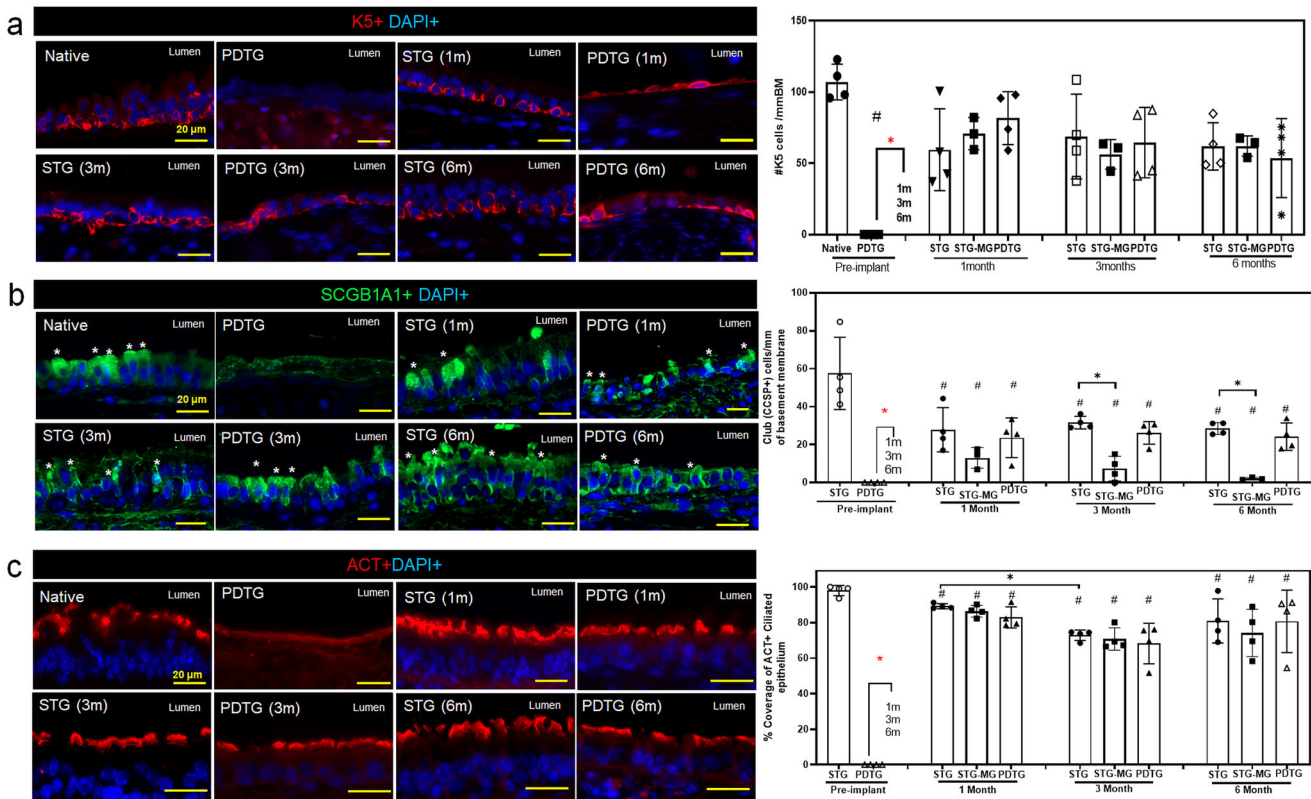 a
K5+ DAPI+
Native Lumen
20 µm
PDTG Lumen
STG (1m) Lumen
PDTG (1m) Lumen
STG (3m) Lumen
PDTG (3m) Lumen
STG (6m) Lumen
PDTG (6m) Lumen
#K5 cells /mmBM
150
100
50
0
#
*
1m
3m
6m
Native PDTG STG STG-MG PDTG STG STG-MG PDTG STG STG-MG PDTG
Pre-implant 1month 3months 6 months
b
SCGB1A1+ DAPI+
Native Lumen
* * * * *
20 µm
PDTG Lumen
STG (1m) Lumen
* * *
PDTG (1m) Lumen
* * * *
STG (3m) Lumen
* * * *
PDTG (3m) Lumen
* * *
STG (6m) Lumen
* * * *
PDTG (6m) Lumen
* * *
Club (CCSP+) cells/mm
of basement membrane
100
80
60
40
20
0
*
1m
3m
6m
# # #
*
# # #
*
# # #
STG PDTG STG STG-MG PDTG STG STG-MG PDTG STG STG-MG PDTG
Pre-implant 1 Month 3 Month 6 Month
c
ACT+DAPI+
Native Lumen
20 µm
PDTG Lumen
STG (1m) Lumen
PDTG (1m) Lumen
STG (3m) Lumen
PDTG (3m) Lumen
STG (6m) Lumen
PDTG (6m) Lumen
% Coverage of ACT+ Ciliated
epithelium
100
80
60
40
20
0
*
1m
3m
6m
*
# # # # # # # # #
STG PDTG STG STG-MG PDTG STG STG-MG PDTG STG STG-MG PDTG
Pre-implant 1 Month 3 Month 6 Month